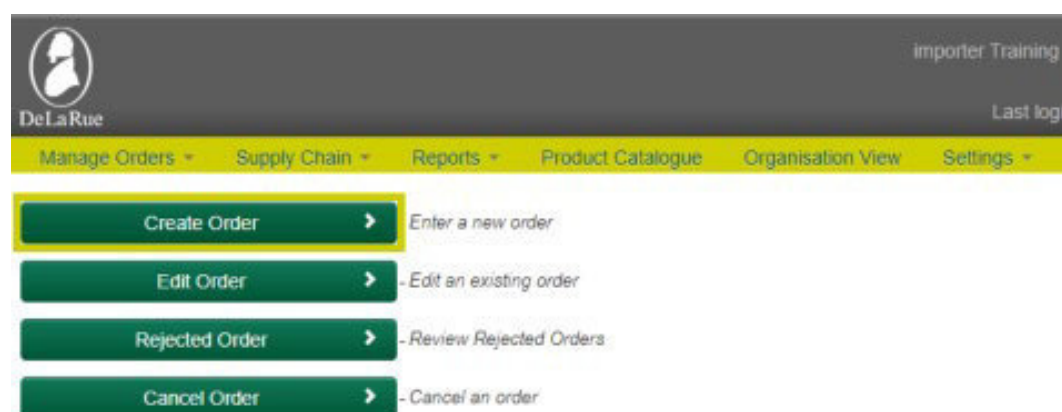 importer Training
DeLaRue
Last logi
Manage Orders Supply Chain Reports Product Catalogue Organisation View Settings
Create Order Enter a new order
Edit Order - Edit an existing order
Rejected Order - Review Rejected Orders
Cancel Order - Cancel an order